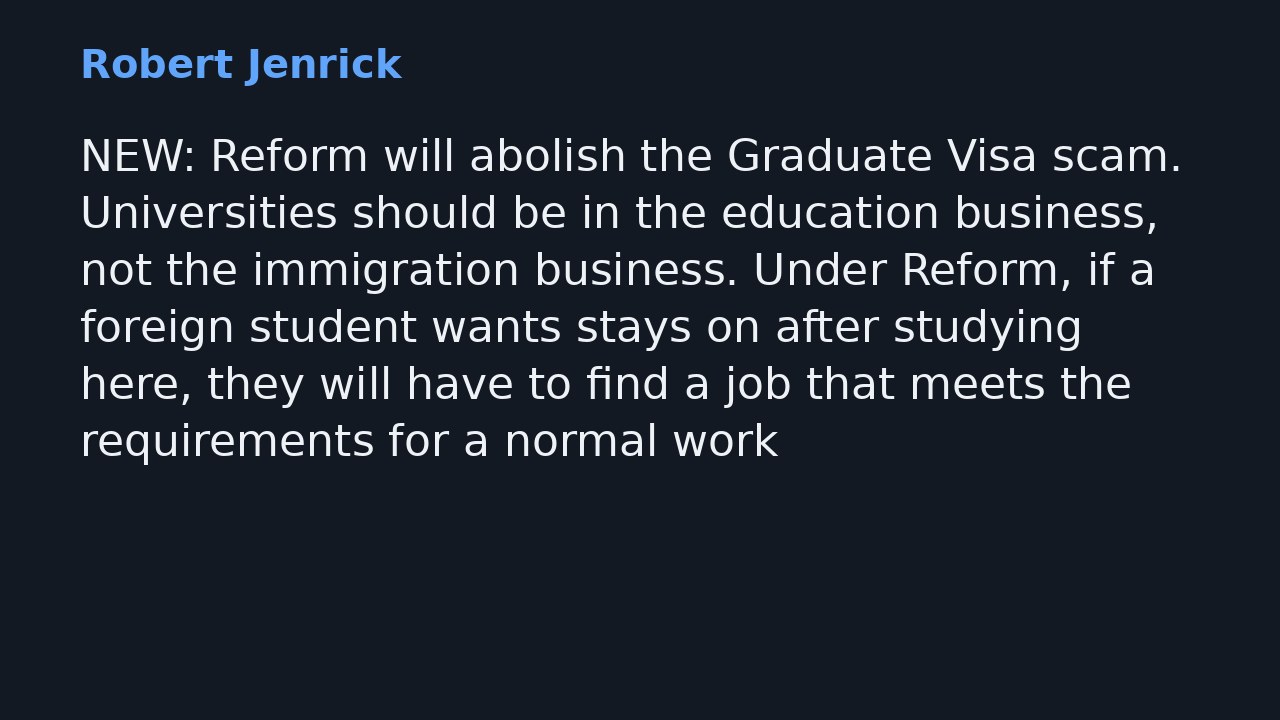 Robert Jenrick
NEW: Reform will abolish the Graduate Visa scam.
Universities should be in the education business,
not the immigration business. Under Reform, if a
foreign student wants stays on after studying
here, they will have to find a job that meets the
requirements for a normal work